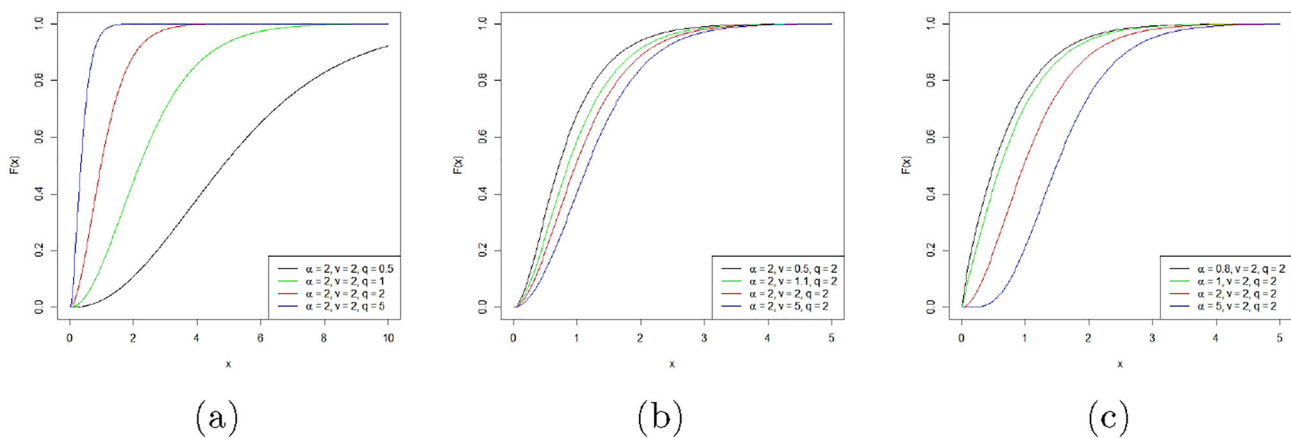 F(x)
1.0
0.8
0.6
0.4
0.2
0.0
α = 2, ν = 2, q = 0.5
α = 2, ν = 2, q = 1
α = 2, ν = 2, q = 2
α = 2, ν = 2, q = 5
0 2 4 6 8 10
x
(a)
F(x)
1.0
0.8
0.6
0.4
0.2
0.0
α = 2, ν = 0.5, q = 2
α = 2, ν = 1.1, q = 2
α = 2, ν = 2, q = 2
α = 2, ν = 5, q = 2
0 1 2 3 4 5
x
(b)
F(x)
1.0
0.8
0.6
0.4
0.2
0.0
α = 0.8, ν = 2, q = 2
α = 1, ν = 2, q = 2
α = 2, ν = 2, q = 2
α = 5, ν = 2, q = 2
0 1 2 3 4 5
x
(c)